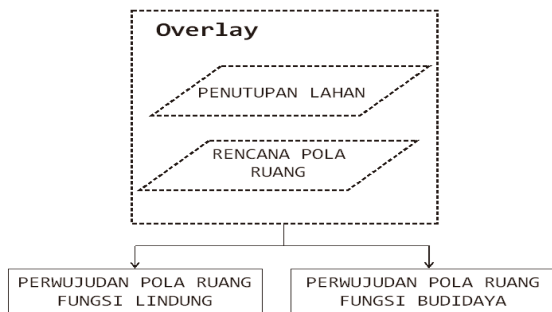 Overlay
PENUTUPAN LAHAN
RENCANA POLA
RUANG
PERWUJUDAN POLA RUANG
FUNGSI LINDUNG
PERWUJUDAN POLA RUANG
FUNGSI BUDIDAYA